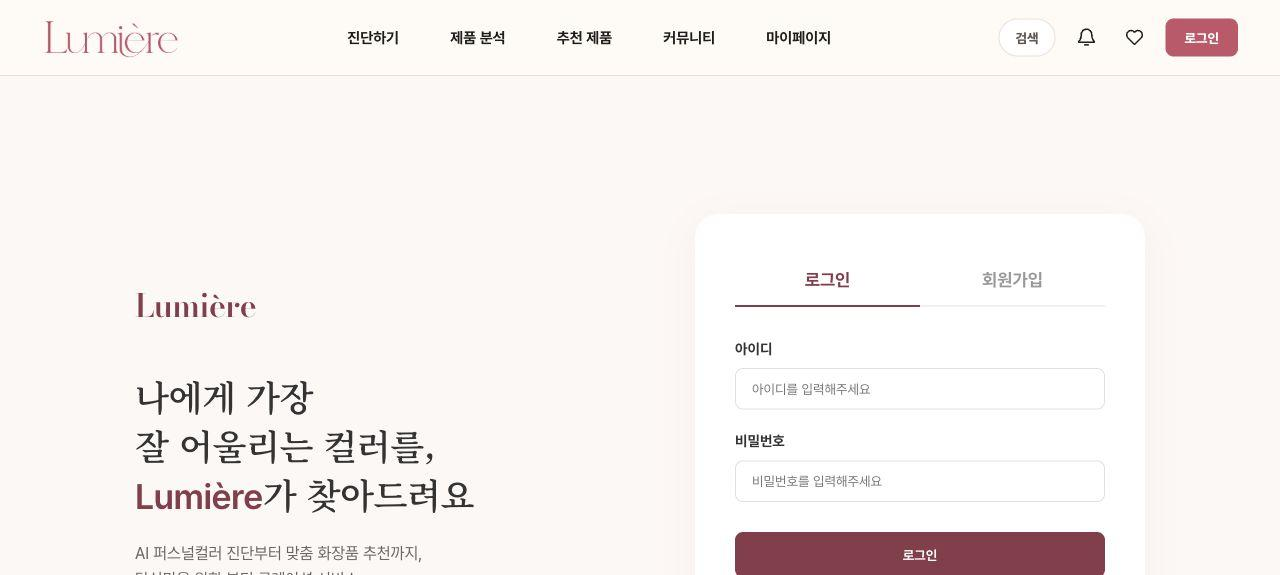 Lumière
진단하기
제품 분석
추천 제품
커뮤니티
마이페이지
검색
로그인
Lumière
나에게 가장
잘 어울리는 컬러를,
Lumière가 찾아드려요
AI 퍼스널컬러 진단부터 맞춤 화장품 추천까지,
로그인
회원가입
아이디
아이디를 입력해주세요
비밀번호
비밀번호를 입력해주세요
로그인